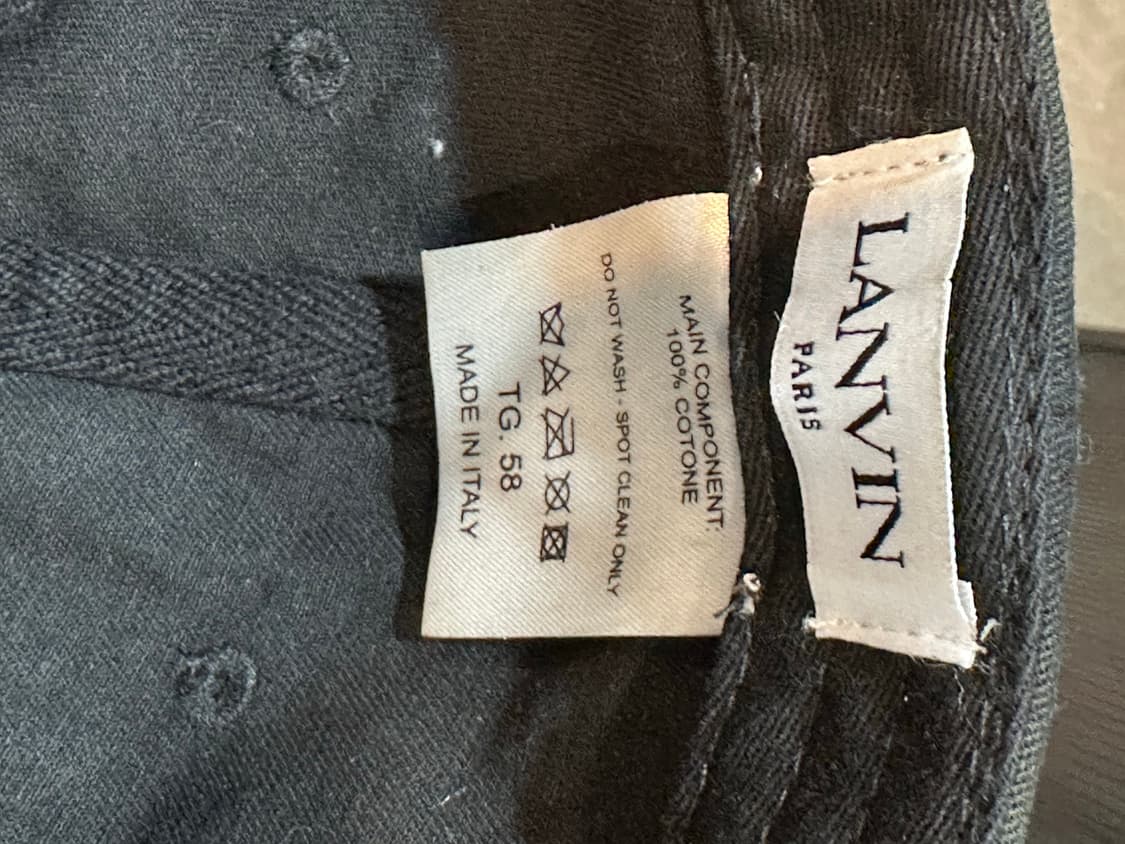 LANVIN
PARIS
MAIN COMPONENT:
100% COTONE
DO NOT WASH - SPOT CLEAN ONLY
TG. 58
MADE IN ITALY